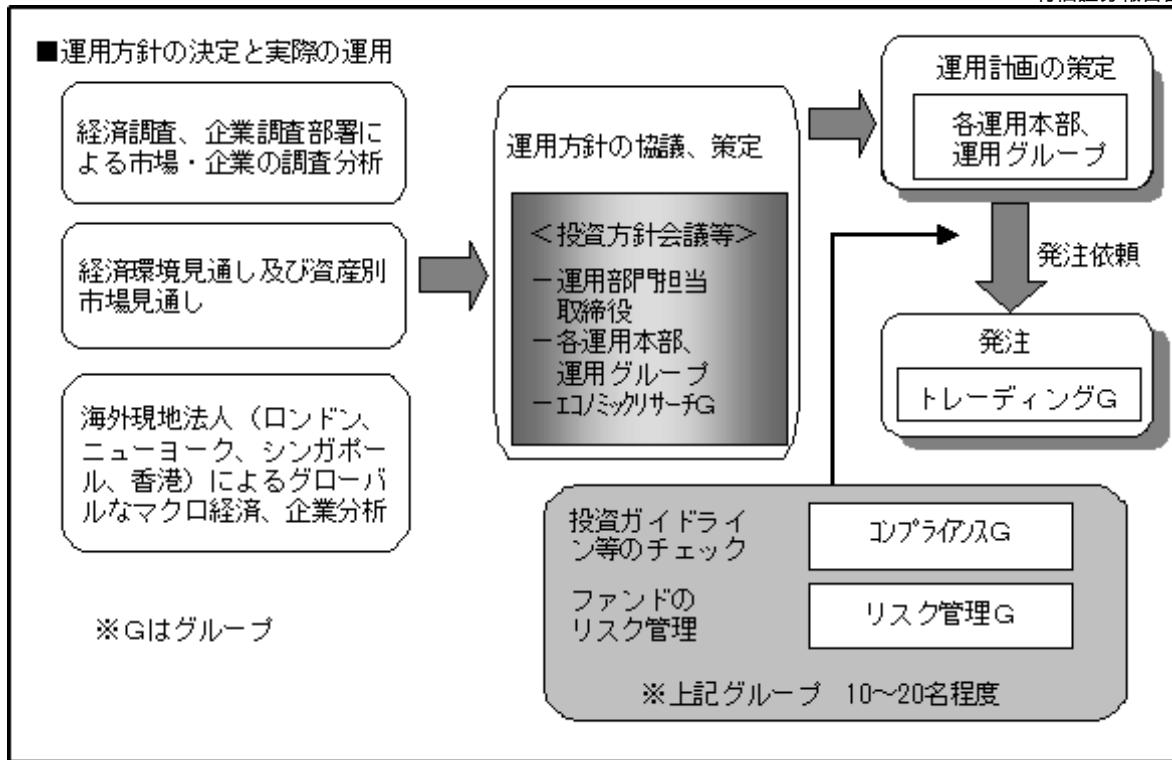 ■運用方針の決定と実際の運用
経済調査、企業調査部署に
よる市場・企業の調査分析
経済環境見通し及び資産別
市場見通し
海外現地法人（ロンドン、
ニューヨーク、シンガポー
ル、香港）によるグローバ
ルなマクロ経済、企業分析
※Gはグループ
運用方針の協議、策定
＜投資方針会議等＞
－運用部門担当
取締役
－各運用本部、
運用グループ
－ｴｺﾉﾐｯｸﾘｻｰﾁG
運用計画の策定
各運用本部、
運用グループ
発注依頼
発注
トレーディングG
投資ガイドライ
ン等のチェック
ｺﾝﾌﾟﾗｲｱﾝｽG
ファンドの
リスク管理
リスク管理G
※上記グループ　10～20名程度